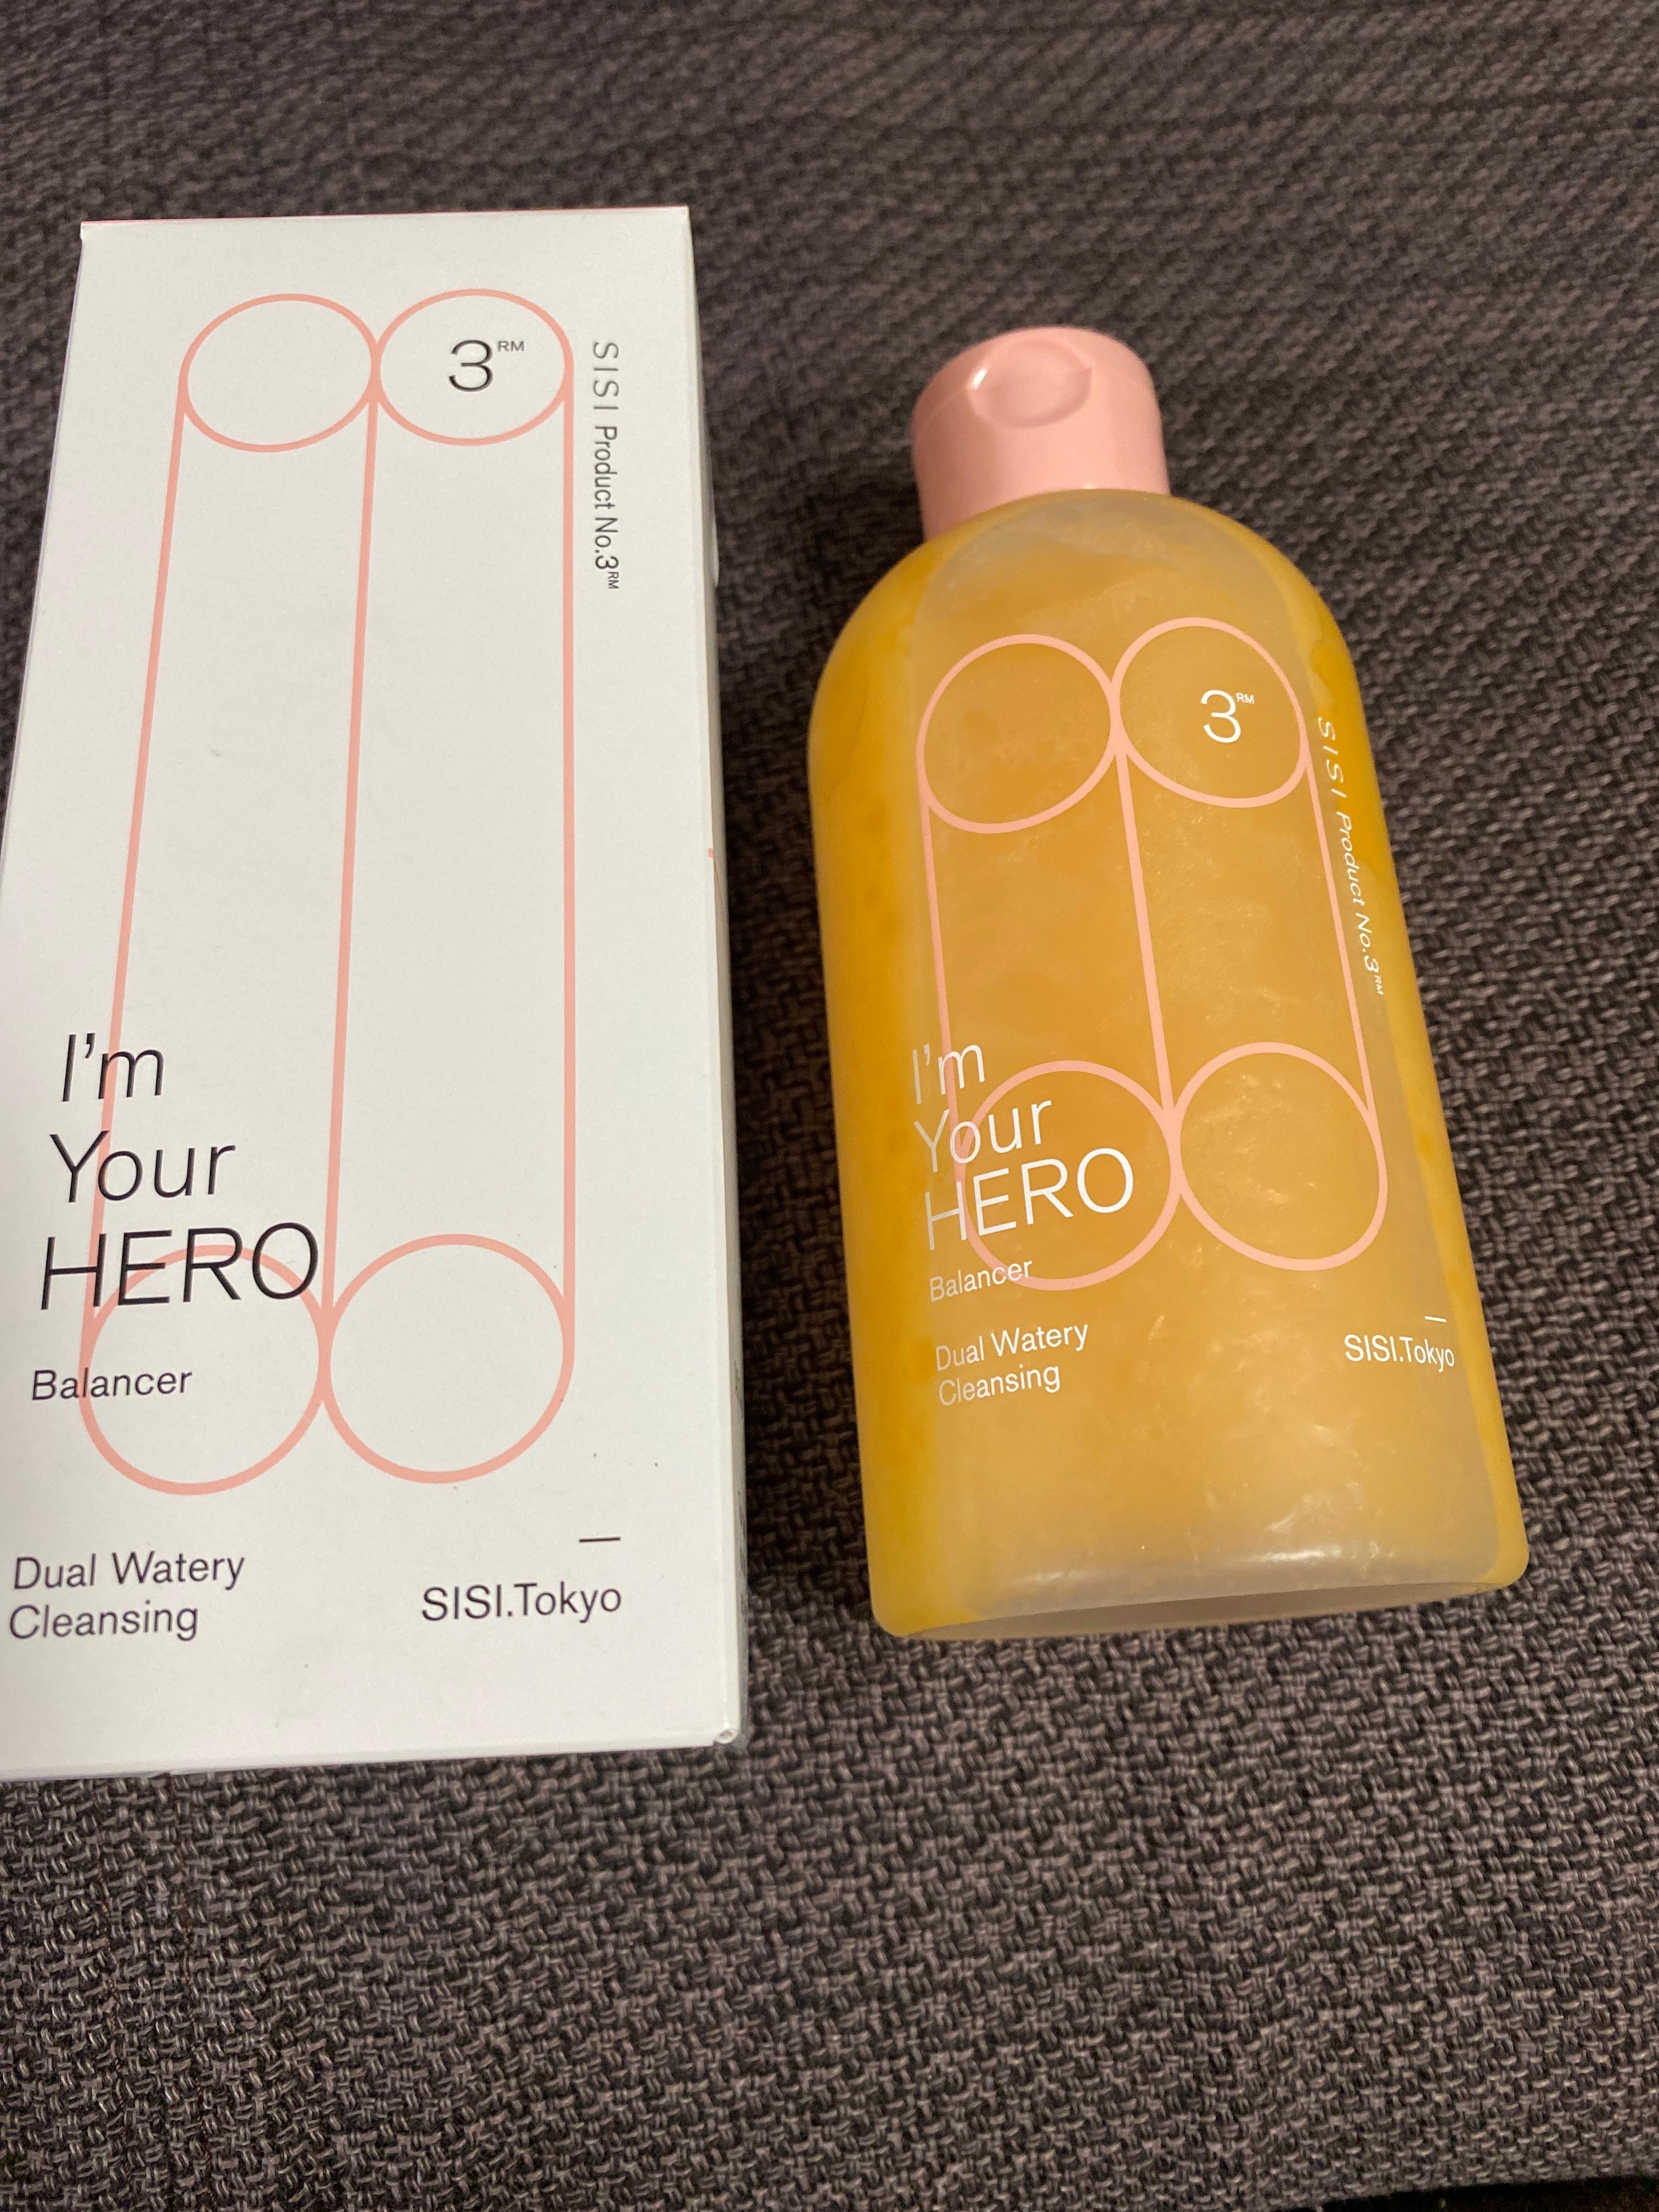 3RM
SISI Product No.3RM
I'm
Your
HERO
Balancer
Dual Watery
Cleansing
SISI.Tokyo
3RM
SISI Product No.3RM
I'm
Your
HERO
Balancer
Dual Watery
Cleansing
SISI.Tokyo